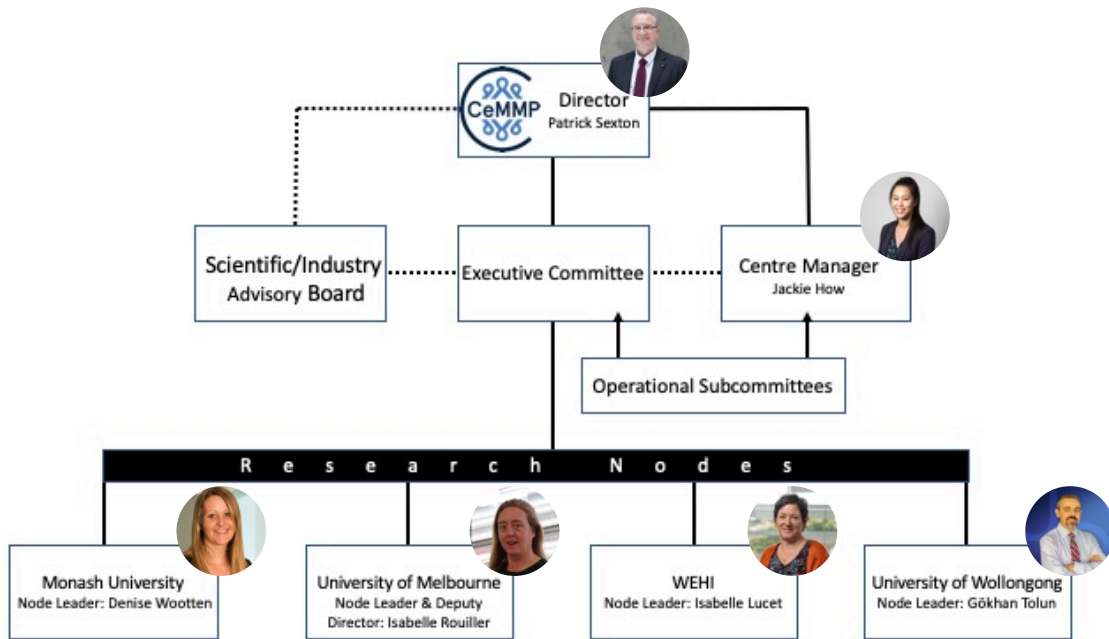 CeMMP
Director
Patrick Sexton
Scientific/Industry
Advisory Board
Executive Committee
Centre Manager
Jackie How
Operational Subcommittees
Research Nodes
Monash University
Node Leader: Denise Wootten
University of Melbourne
Node Leader & Deputy
Director: Isabelle Rouiller
WEHI
Node Leader: Isabelle Lucet
University of Wollongong
Node Leader: Gökhan Tolun